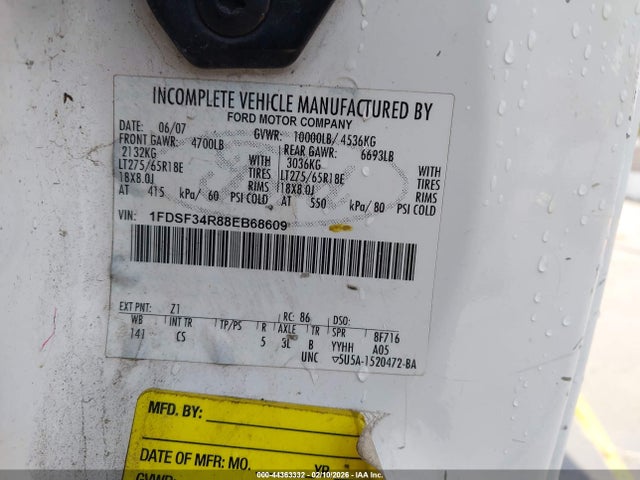 INCOMPLETE VEHICLE MANUFACTURED BY
FORD MOTOR COMPANY
DATE: 06/07 GVWR: 10000LB/ 4536KG
FRONT GAWR: 4700LB REAR GAWR: 6693LB
2132KG WITH 3036KG WITH
LT275/65R18E TIRES LT275/65R18E TIRES
18X8.0J RIMS 18X8.0J RIMS
AT 415 kPa/ 60 PSI COLD AT 550 kPa/ 80 PSI COLD
VIN: 1FDSF34R88EB68609
EXT PNT: Z1 RC: 86 DSO:
WB INT TR TP/PS R AXLE TR SPR 8F716
141 CS 5 3L B YYHH A05
UNC 5U5A-1520472-BA
MFD. BY:
DATE OF MFR: MO. YR.
GVWR:
000-44363332 - 02/10/2026 - IAA